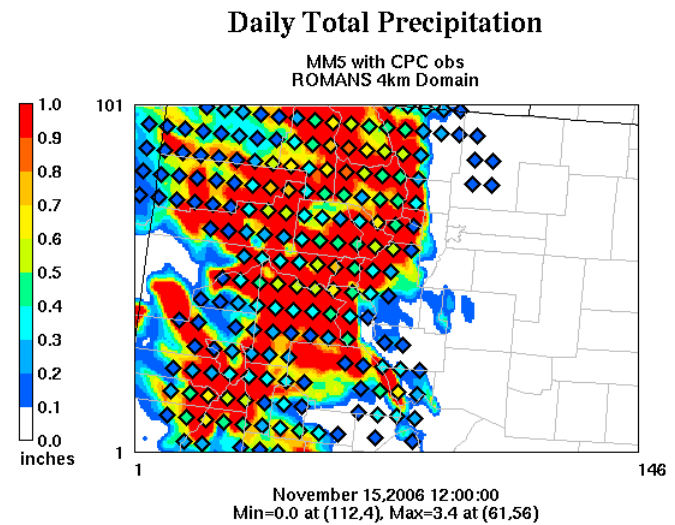 Daily Total Precipitation
MM5 with CPC obs
ROMANS 4km Domain
101
1.0
0.9
0.8
0.7
0.6
0.5
0.4
0.3
0.2
0.1
0.0
inches
1
1
146
November 15,2006 12:00:00
Min=0.0 at (112,4), Max=3.4 at (61,56)